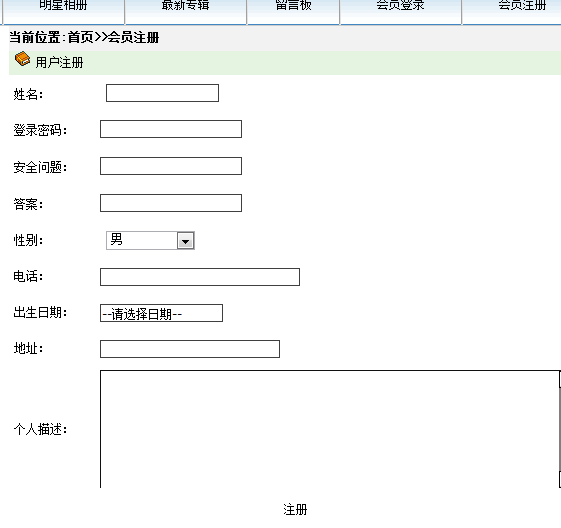 明星相册 最新专辑 留言板 会员登录 会员注册
当前位置:首页>>会员注册
用户注册
姓名:
登录密码:
安全问题:
答案:
性别: 男
电话:
出生日期: --请选择日期--
地址:
个人描述:
注册